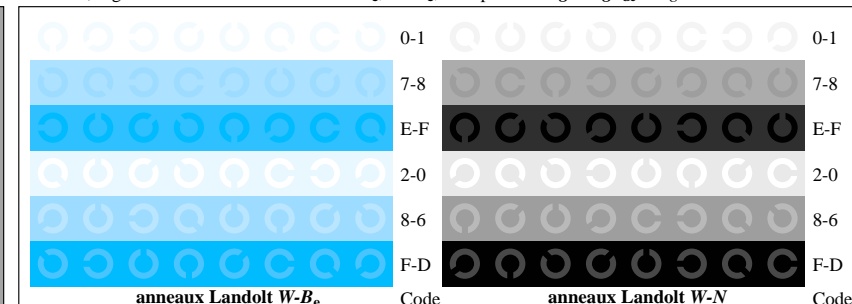 0-1 0-1
7-8 7-8
E-F E-F
2-0 2-0
8-6 8-6
F-D F-D
anneaux Landolt W-Be Code anneaux Landolt W-N Code